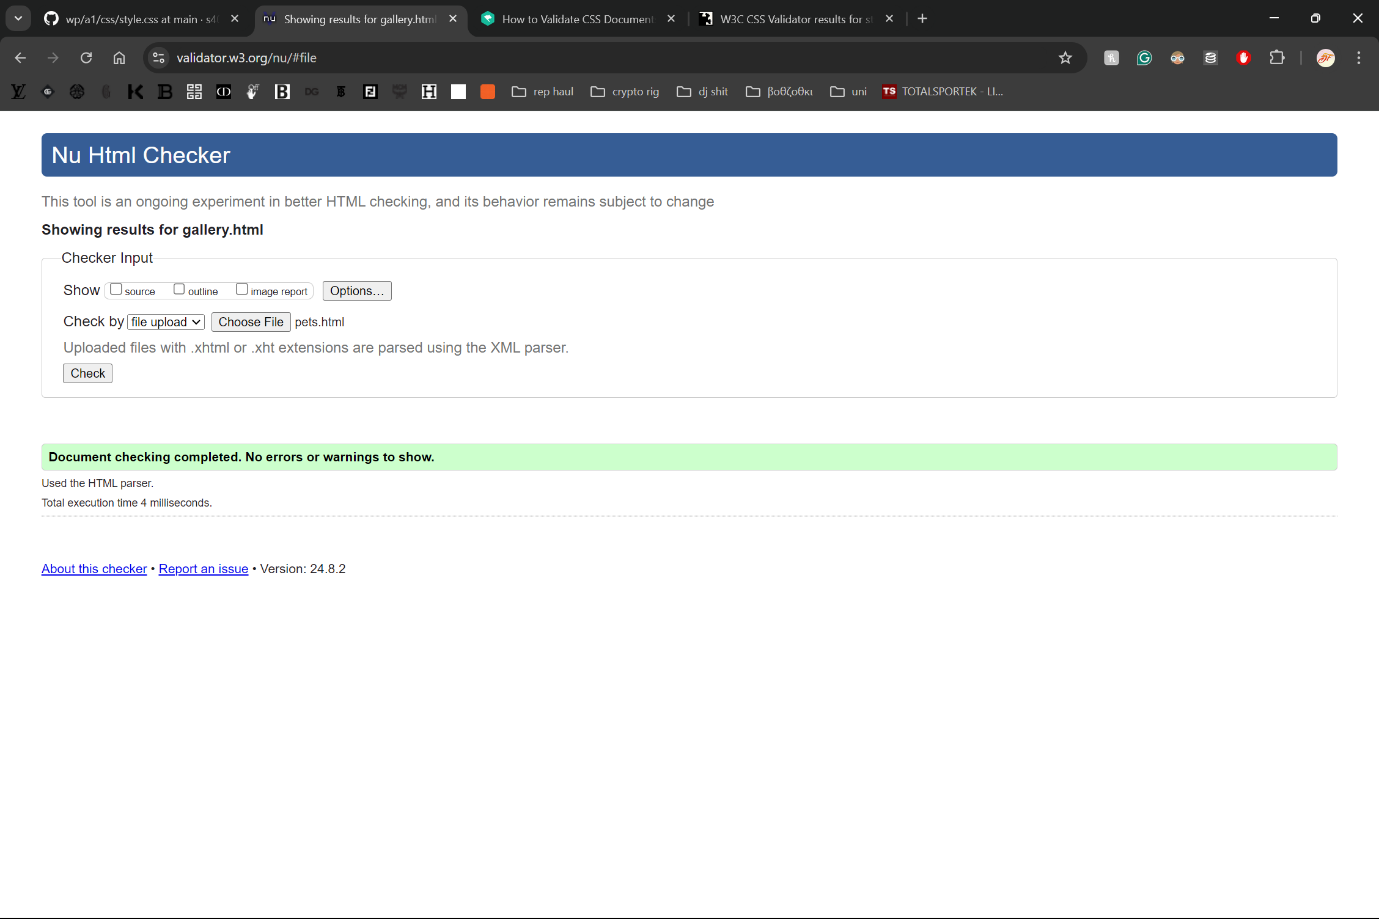 wp/a1/css/style.css at main · s4
Showing results for gallery.html
How to Validate CSS Document
W3C CSS Validator results for st
validator.w3.org/nu/#file
rep haul
crypto rig
dj shit
βοθζοθκι
uni
TS TOTALSPORTEK - LI...
Nu Html Checker
This tool is an ongoing experiment in better HTML checking, and its behavior remains subject to change
Showing results for gallery.html
Checker Input
Show source outline image report Options...
Check by file upload Choose File pets.html
Uploaded files with .xhtml or .xht extensions are parsed using the XML parser.
Check
Document checking completed. No errors or warnings to show.
Used the HTML parser.
Total execution time 4 milliseconds.
About this checker • Report an issue • Version: 24.8.2